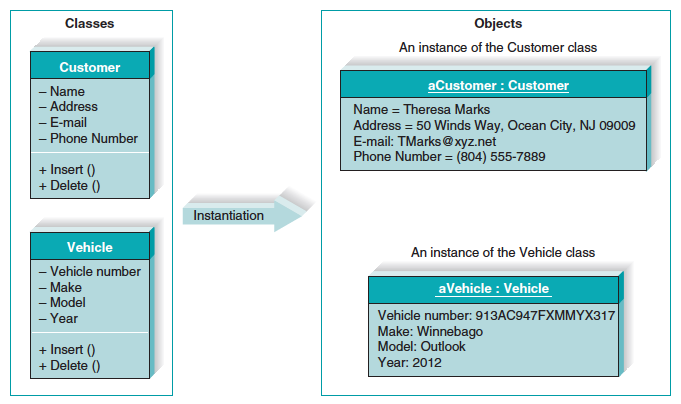 Classes
Customer
– Name
– Address
– E-mail
– Phone Number
+ Insert ()
+ Delete ()
Vehicle
– Vehicle number
– Make
– Model
– Year
+ Insert ()
+ Delete ()
Instantiation
Objects
An instance of the Customer class
aCustomer : Customer
Name = Theresa Marks
Address = 50 Winds Way, Ocean City, NJ 09009
E-mail: TMarks@xyz.net
Phone Number = (804) 555-7889
An instance of the Vehicle class
aVehicle : Vehicle
Vehicle number: 913AC947FXMMYX317
Make: Winnebago
Model: Outlook
Year: 2012